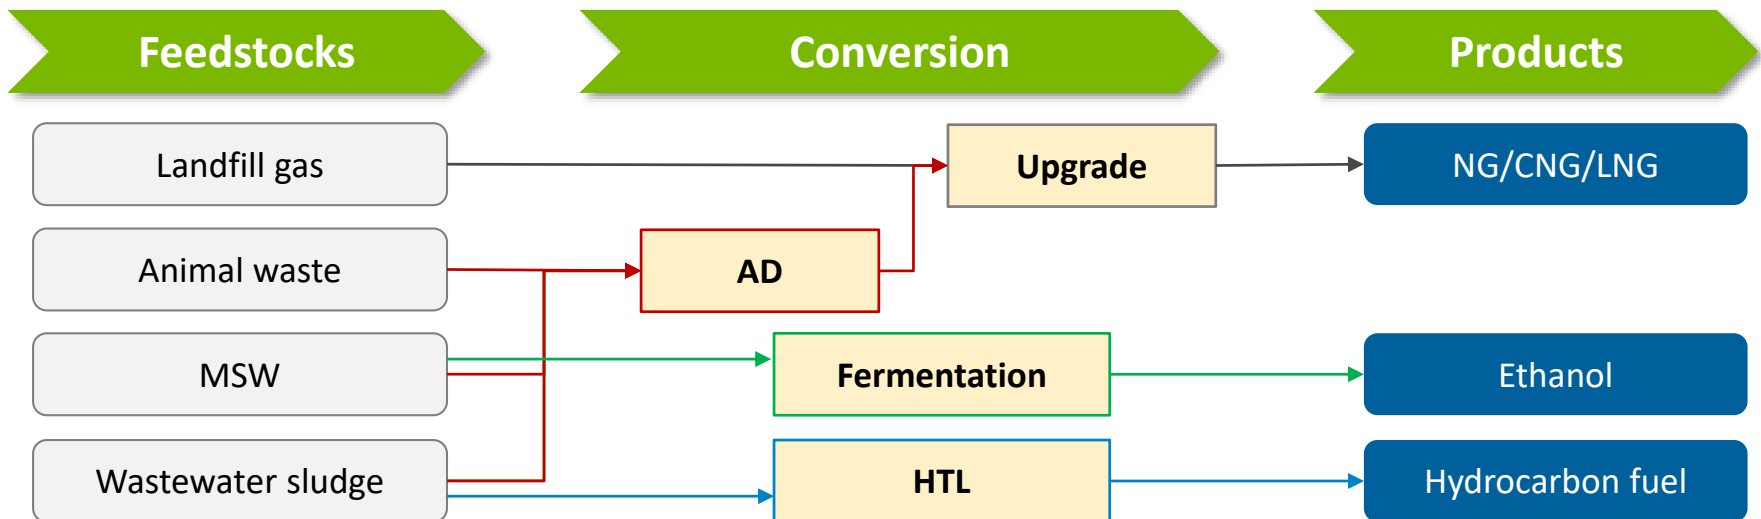 Feedstocks
Conversion
Products
Landfill gas
Upgrade
NG/CNG/LNG
Animal waste
AD
MSW
Fermentation
Ethanol
Wastewater sludge
HTL
Hydrocarbon fuel